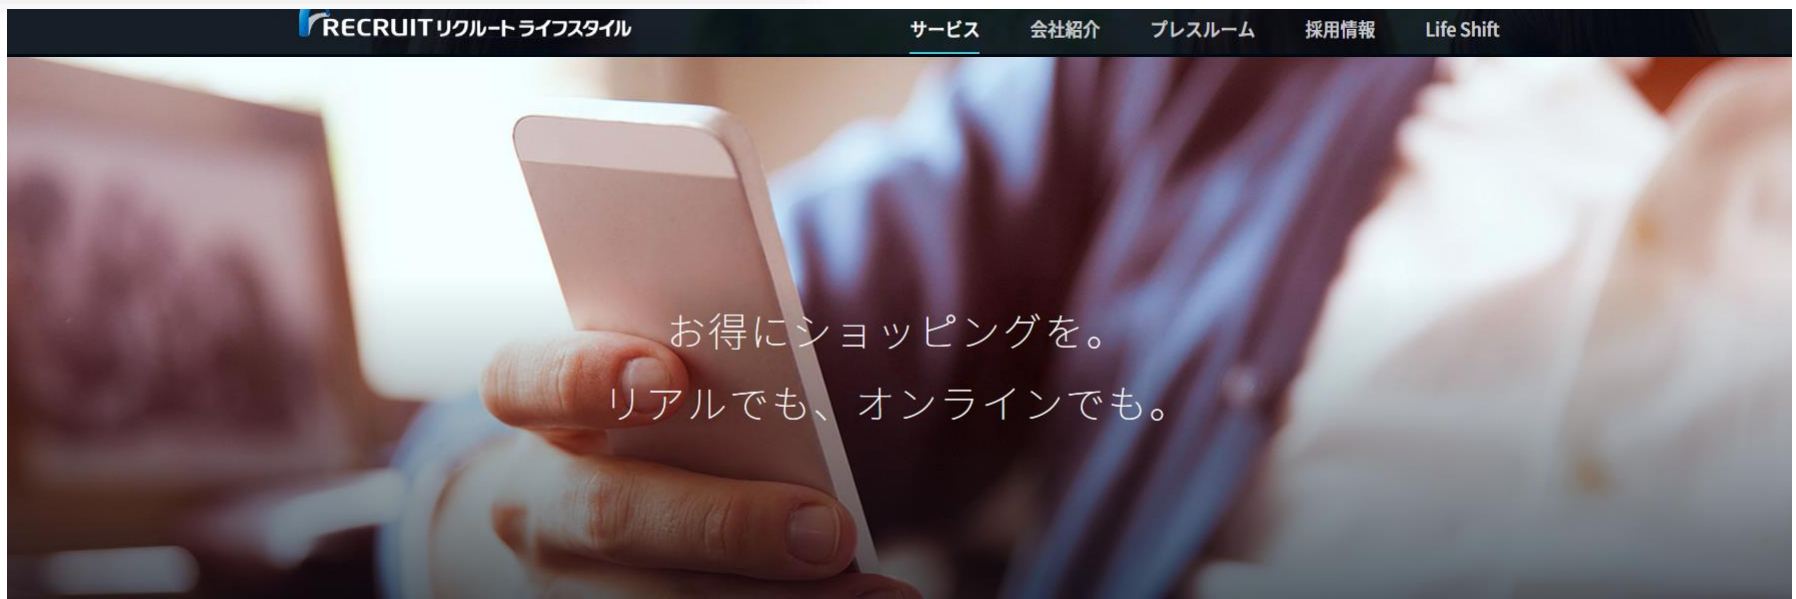 RECRUIT リクルート ライフスタイル
サービス 会社紹介 プレスルーム 採用情報 Life Shift
お得にショッピングを。
リアルでも、オンラインでも。